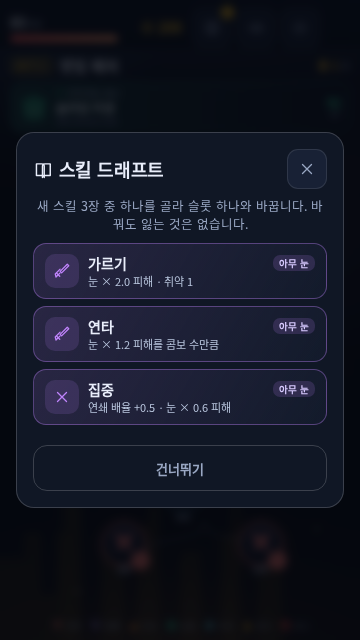 스킬 드래프트
새 스킬 3장 중 하나를 골라 슬롯 하나와 바꿉니다. 바
꿔도 잃는 것은 없습니다.
가르기
아무 눈
눈 × 2.0 피해 · 취약 1
연타
아무 눈
눈 × 1.2 피해를 콤보 수만큼
집중
아무 눈
연쇄 배율 +0.5 · 눈 × 0.6 피해
건너뛰기